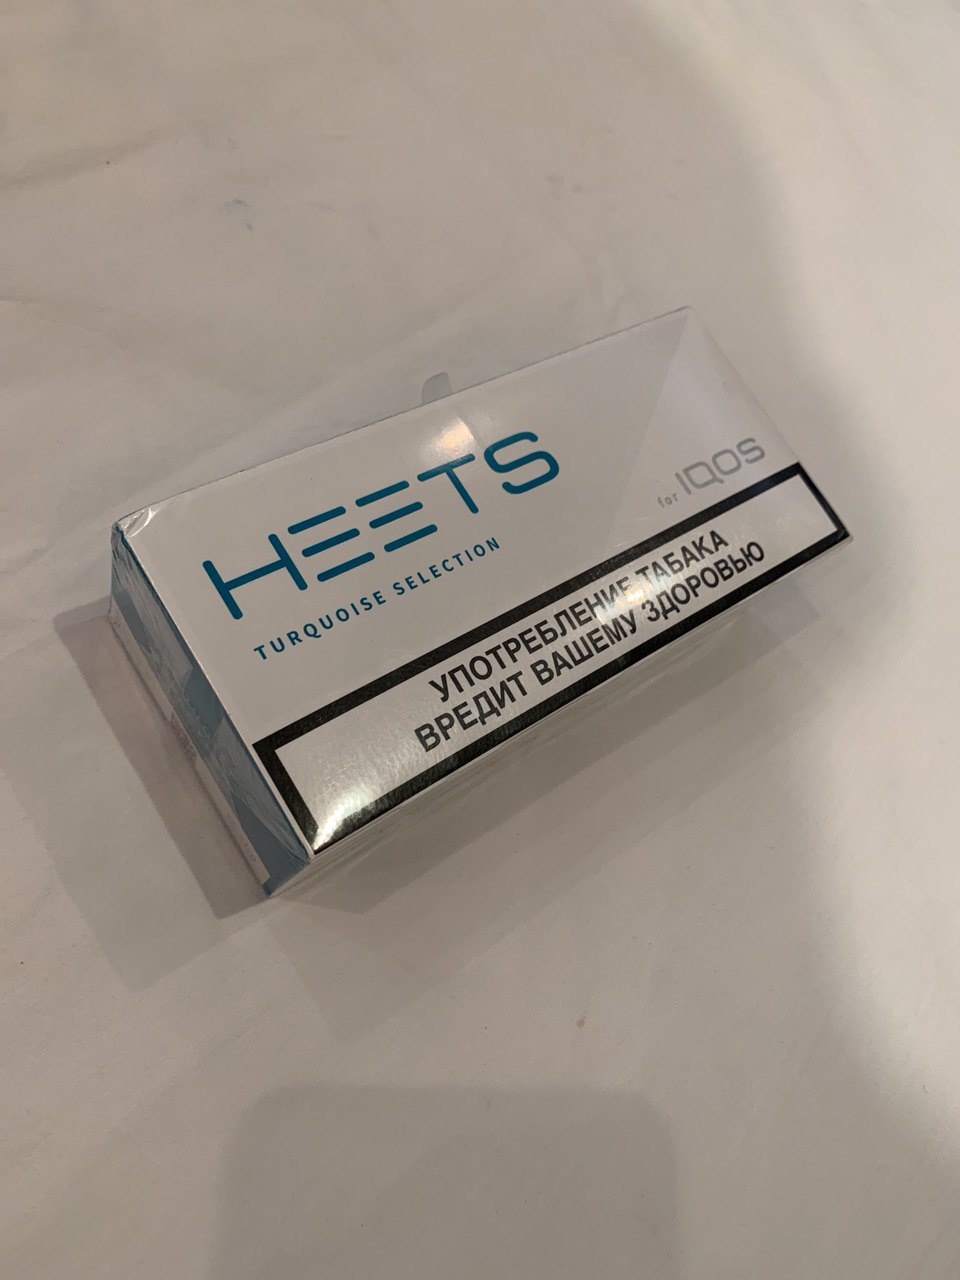 HEETS
TURQUOISE SELECTION
for IQOS
УПОТРЕБЛЕНИЕ ТАБАКА
ВРЕДИТ ВАШЕМУ ЗДОРОВЬЮ